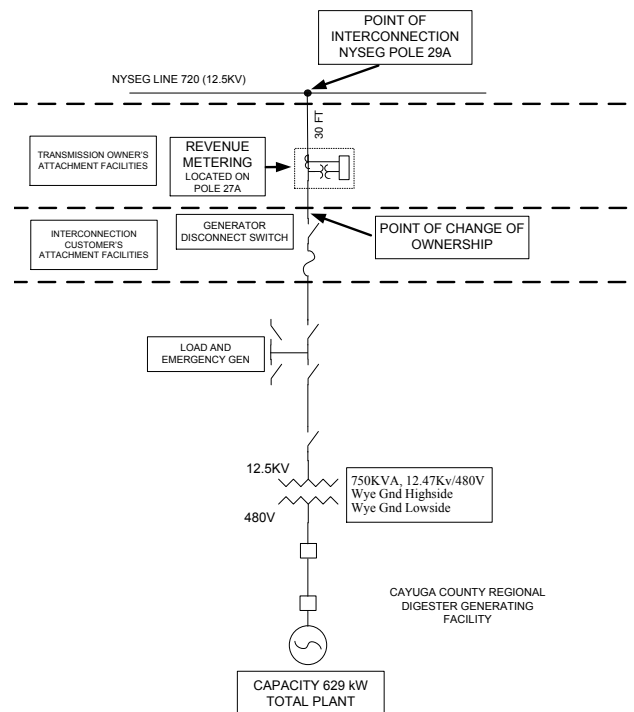 POINT OF
INTERCONNECTION
NYSEG POLE 29A
NYSEG LINE 720 (12.5KV)
30 FT
TRANSMISSION OWNER'S
ATTACHMENT FACILITIES
REVENUE
METERING
LOCATED ON
POLE 27A
GENERATOR
DISCONNECT SWITCH
POINT OF CHANGE OF
OWNERSHIP
INTERCONNECTION
CUSTOMER'S
ATTACHMENT FACILITIES
LOAD AND
EMERGENCY GEN
12.5KV
480V
750KVA, 12.47Kv/480V
Wye Gnd Highside
Wye Gnd Lowside
CAYUGA COUNTY REGIONAL
DIGESTER GENERATING
FACILITY
CAPACITY 629 kW
TOTAL PLANT